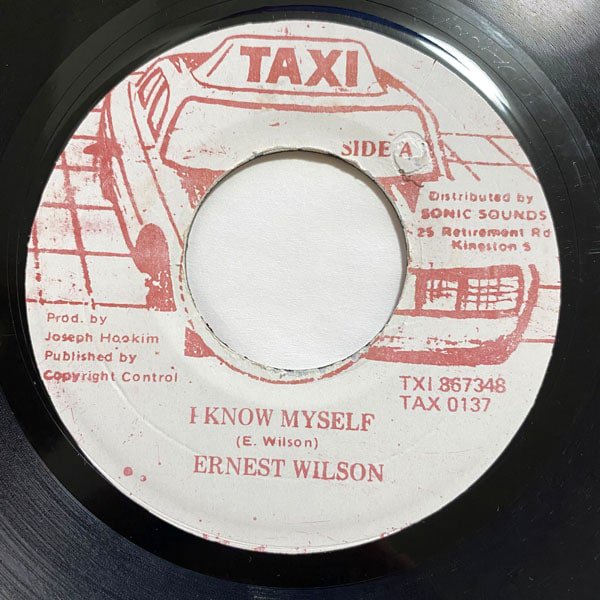 TAXI
SIDE A
Distributed by
SONIC SOUNDS
25 Retirement Rd
Kingston 5
Prod. by
Joseph Hookim
Published by
Copyright Control
TXI 867348
TAX 0137
I KNOW MYSELF
(E. Wilson)
ERNEST WILSON